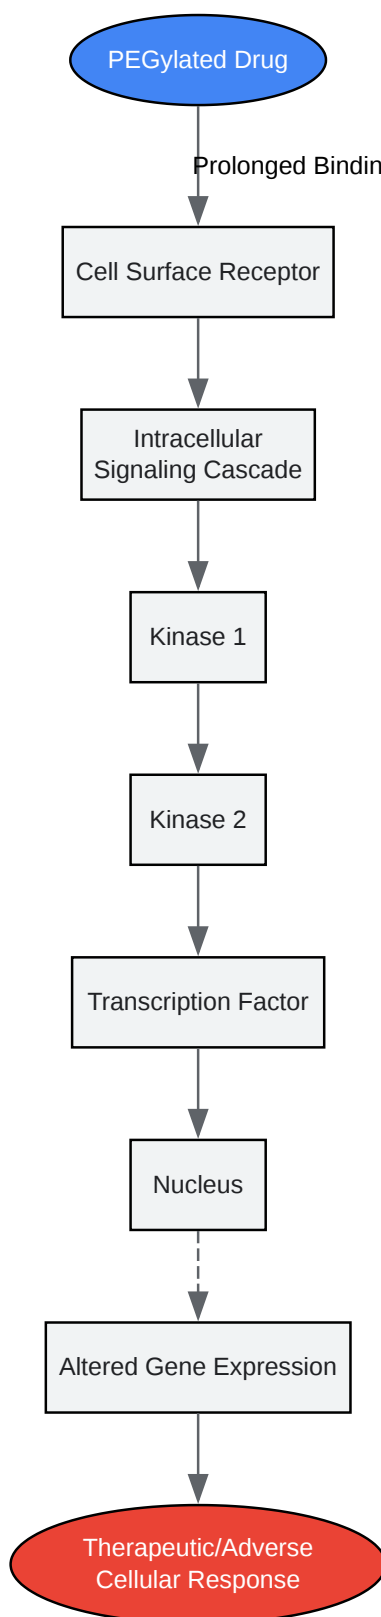 PEGylated Drug
Prolonged Bindin
Cell Surface Receptor
Intracellular
Signaling Cascade
Kinase 1
Kinase 2
Transcription Factor
Nucleus
Altered Gene Expression
Therapeutic/Adverse
Cellular Response